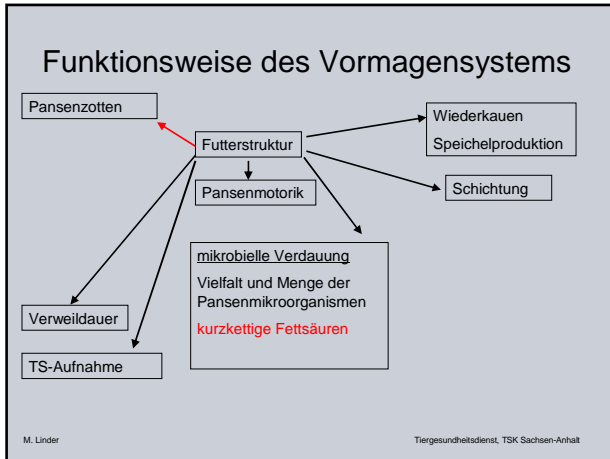 Funktionsweise des Vormagensystems
Pansenzotten
Wiederkauen
Speichelproduktion
Futterstruktur
Pansenmotorik
Schichtung
mikrobielle Verdauung
Vielfalt und Menge der
Pansenmikroorganismen
kurzkettige Fettsäuren
Verweildauer
TS-Aufnahme
M. Linder
Tiergesundheitsdienst, TSK Sachsen-Anhalt